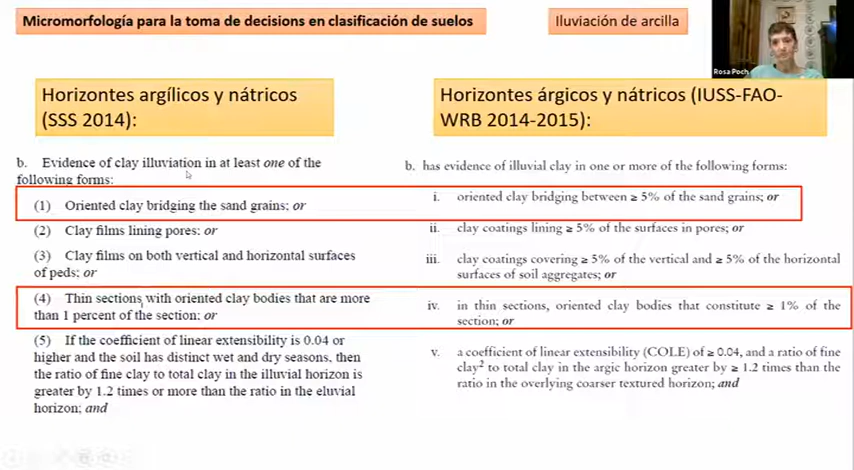 Micromorfología para la toma de decisions en clasificación de suelos
Iluviación de arcilla
Rosa Poch
Horizontes argílicos y nátricos
(SSS 2014):
b. Evidence of clay illuviation in at least one of the
following forms:
(1) Oriented clay bridging the sand grains; or
(2) Clay films lining pores; or
(3) Clay films on both vertical and horizontal surfaces
of peds; or
(4) Thin sections with oriented clay bodies that are more
than 1 percent of the section; or
(5) If the coefficient of linear extensibility is 0.04 or
higher and the soil has distinct wet and dry seasons, then
the ratio of fine clay to total clay in the illuvial horizon is
greater by 1.2 times or more than the ratio in the eluvial
horizon; and
Horizontes árgicos y nátricos (IUSS-FAO-
WRB 2014-2015):
b. has evidence of illuvial clay in one or more of the following forms:
i. oriented clay bridging between ≥ 5% of the sand grains; or
ii. clay coatings lining ≥ 5% of the surfaces in pores; or
iii. clay coatings covering ≥ 5% of the vertical and ≥ 5% of the horizontal
surfaces of soil aggregates; or
iv. in thin sections, oriented clay bodies that constitute ≥ 1% of the
section; or
v. a coefficient of linear extensibility (COLE) of ≥ 0.04, and a ratio of fine
clay² to total clay in the argic horizon greater by ≥ 1.2 times than the
ratio in the overlying coarser textured horizon; and